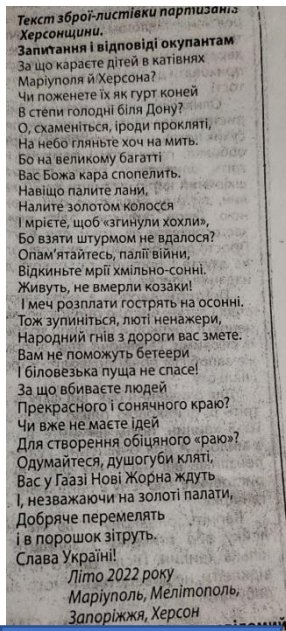 Текст зброї-листівки партизанів
Херсонщини.
Запитання і відповіді окупантам
За що караєте дітей в катівнях
Маріуполя й Херсона?
Чи поженете їх як гурт коней
В степи голодні біля Дону?
О, схаменіться, іроди прокляті,
На небо гляньте хоч на мить.
Бо на великому багатті
Вас Божа кара спопелить.
Навіщо палите лани,
Налите золотом колосся
І мрієте, щоб «згинули хохли»,
Бо взяти штурмом не вдалося?
Опам'ятайтесь, палії війни,
Відкиньте мрії хмільно-сонні.
Живуть, не вмерли козаки!
І меч розплати гострять на осонні.
Тож зупиніться, люті ненажери,
Народний гнів з дороги вас змете.
Вам не поможуть бетеери
І біловезька пуща не спасе!
За що вбиваєте людей
Прекрасного і сонячного краю?
Чи вже не маєте ідей
Для створення обіцяного «раю»?
Одумайтеся, душогуби кляті,
Вас у Гаазі Нові Жорна ждуть
І, незважаючи на золоті палати,
Добряче перемелять
і в порошок зітруть.
Слава Україні!
Літо 2022 року
Маріуполь, Мелітополь,
Запоріжжя, Херсон